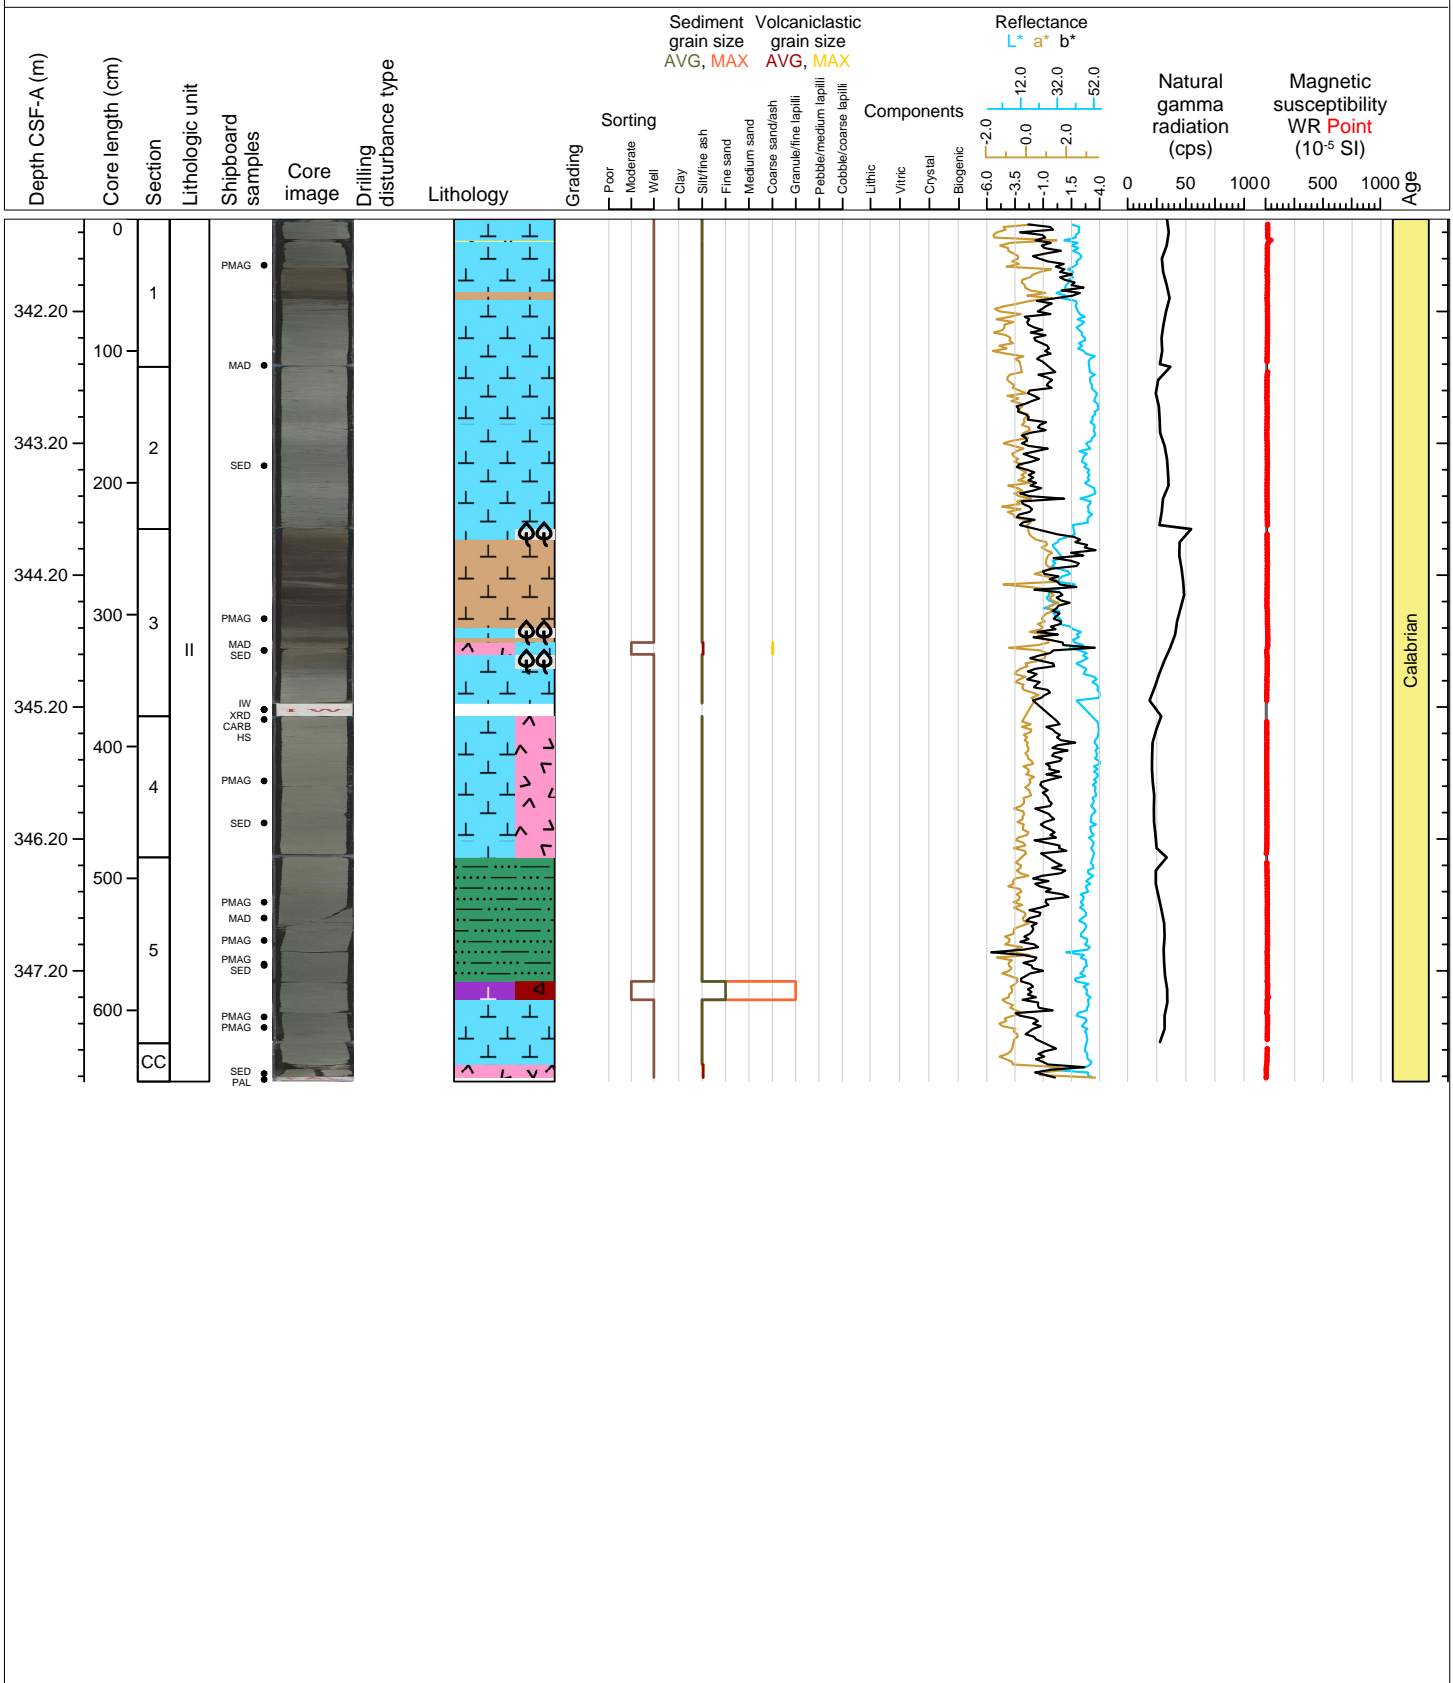 Depth CSF-A (m)
Core length (cm)
Section
Lithologic unit
Shipboard
samples
Core
image
Drilling
disturbance type
Lithology
Grading
Sorting
Poor
Moderate
Well
Sediment
grain size
AVG, MAX
Volcaniclastic
grain size
AVG, MAX
Clay
Silt/fine ash
Fine sand
Medium sand
Coarse sand/ash
Granule/fine lapilli
Pebble/medium lapilli
Cobble/coarse lapilli
Components
Lithic
Vitric
Crystal
Biogenic
Reflectance
L* a* b*
12.0 32.0 52.0
-2.0 0.0 2.0
-6.0 -3.5 -1.0 1.5 4.0
Natural
gamma
radiation
(cps)
0 50 100
Magnetic
susceptibility
WR Point
(10-5 SI)
0 500 1000
Age
0
1
PMAG
342.20
100
MAD
2
343.20
SED
200
344.20
300
PMAG
3
MAD
SED
II
Calabrian
IW
345.20
I W
XRD
CARB
HS
400
PMAG
4
SED
346.20
500
PMAG
MAD
PMAG
5
PMAG
SED
347.20
600
PMAG
PMAG
CC
SED
PAL